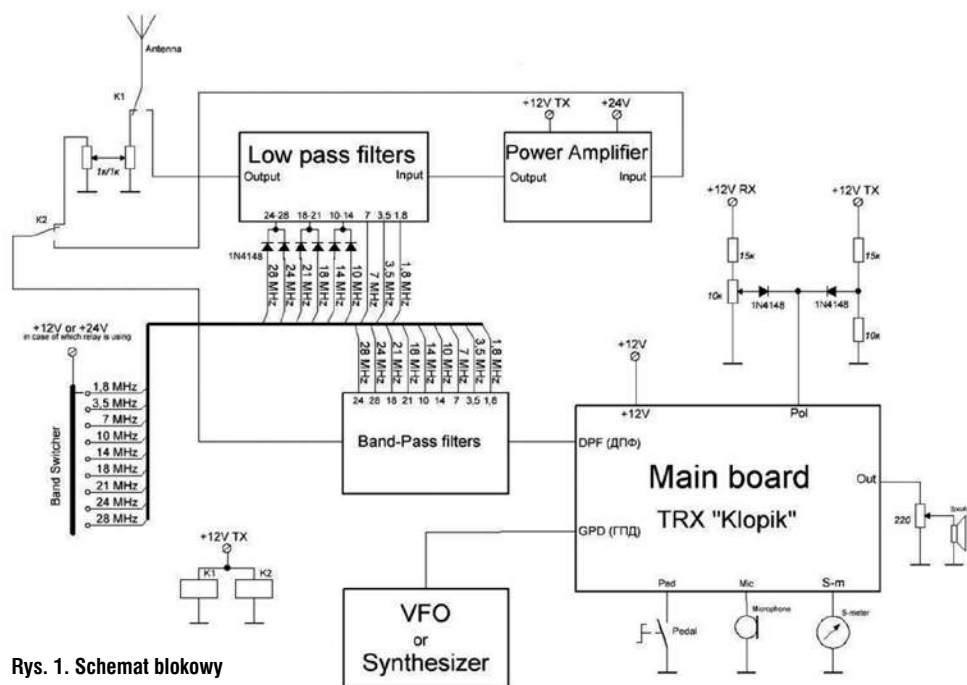 Antenna
K1
1к/1к
K2
Low pass filters
Output
Input
24-28
18-21
10-14
7
3,5
1,8
1N4148
28 MHz
24 MHz
21 MHz
18 MHz
14 MHz
10 MHz
7 MHz
3,5 MHz
1,8 MHz
+12V TX
+24V
Power Amplifier
Output
Input
+12V RX
+12V TX
15к
15к
10к
1N4148
1N4148
10к
+12V or +24V
in case of which relay is using
Band Switcher
1,8 MHz
3,5 MHz
7 MHz
10 MHz
14 MHz
18 MHz
21 MHz
24 MHz
28 MHz
28 MHz
24 MHz
21 MHz
18 MHz
14 MHz
10 MHz
7 MHz
3,5 MHz
1,8 MHz
24
28
18
21
10
14
7
3,5
1,8
Band-Pass filters
+12V
+12V
Pol
DPF (ДПФ)
Main board
TRX "Klopik"
GPD (ГПД)
Out
220
Ped
Mic
S-m
Pedal
Microphone
S-meter
+12V TX
K1
K2
VFO
or
Synthesizer
Rys. 1. Schemat blokowy